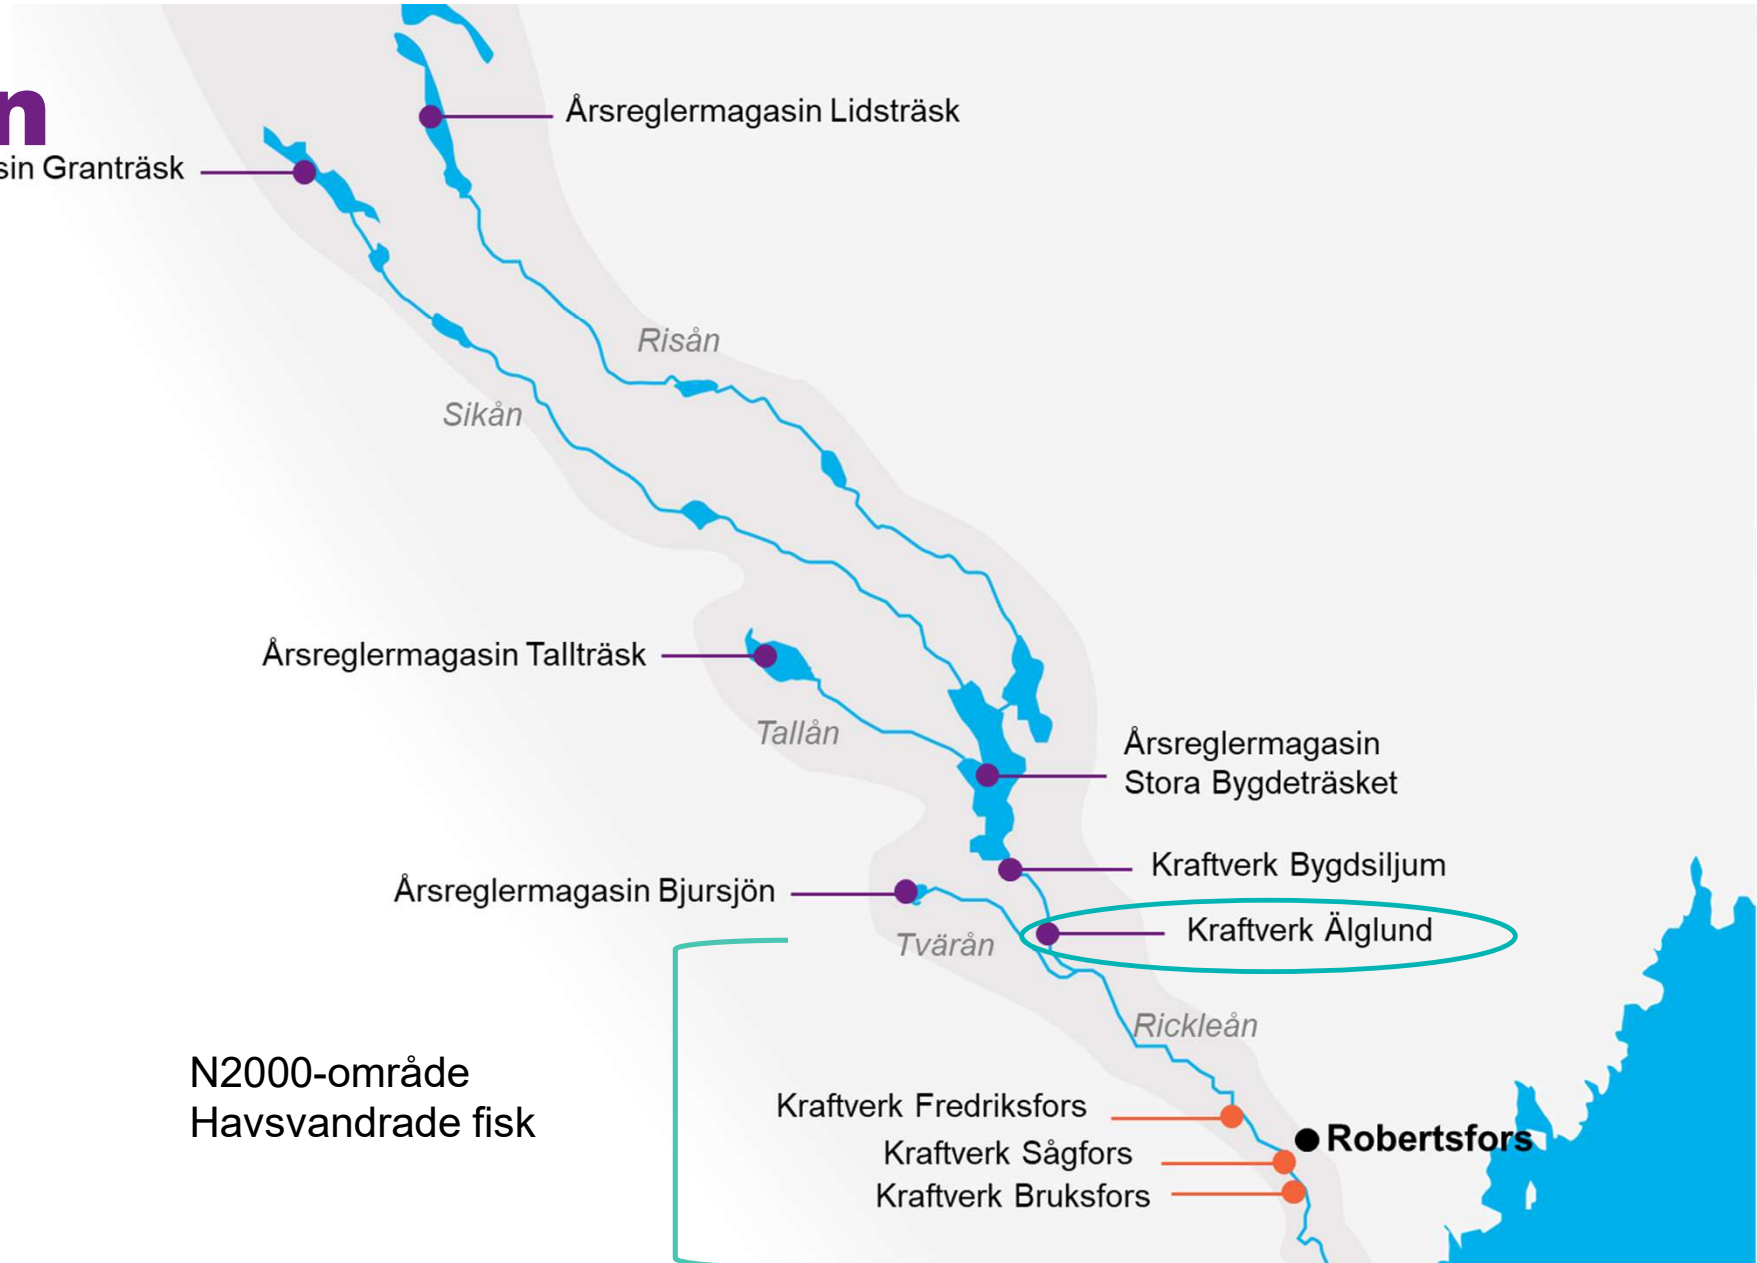 n
Årsreglermagasin Lidsträsk
sin Granträsk
Risån
Sikån
Årsreglermagasin Tallträsk
Tallån
Årsreglermagasin
Stora Bygdeträsket
Kraftverk Bygdsiljum
Årsreglermagasin Bjursjön
Kraftverk Älglund
Tvärån
Rickleån
N2000-område
Havsvandrade fisk
Kraftverk Fredriksfors
Robertsfors
Kraftverk Sågfors
Kraftverk Bruksfors